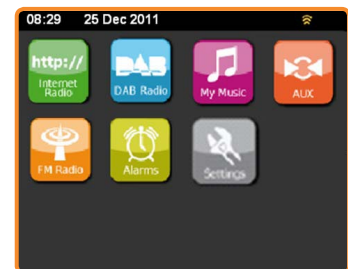 08:29 25 Dec 2011
http://
Internet
Radio
DAB
DAB Radio
My Music
AUX
FM Radio
Alarms
Settings